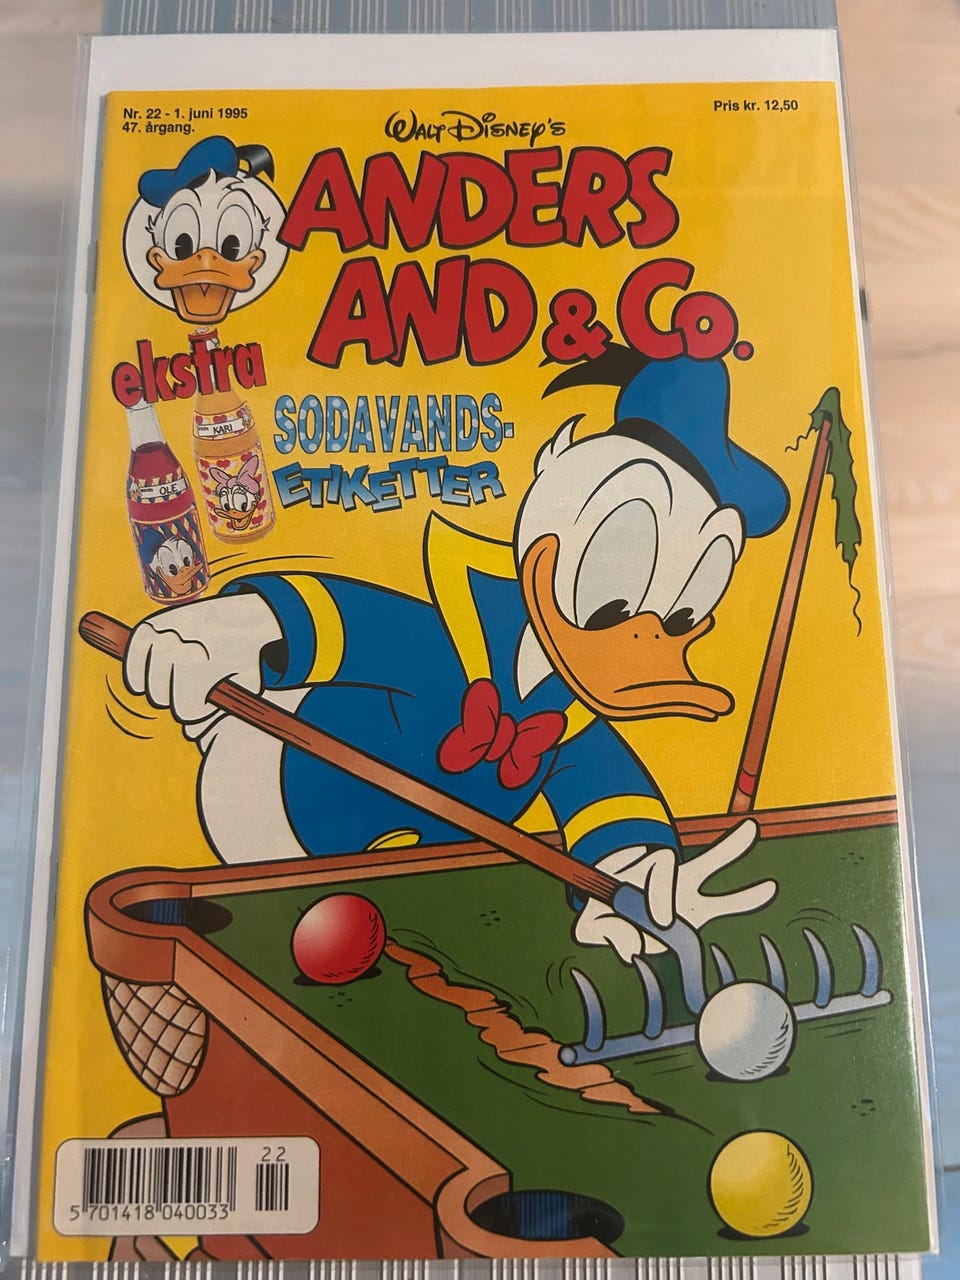 Nr. 22 - 1. juni 1995
47. årgang.
Pris kr. 12,50
WALT DISNEY'S
ANDERS
AND & Co.
ekstra
SODAVANDS-
ETIKETTER
KARI
OLE
22
5 701418 040033